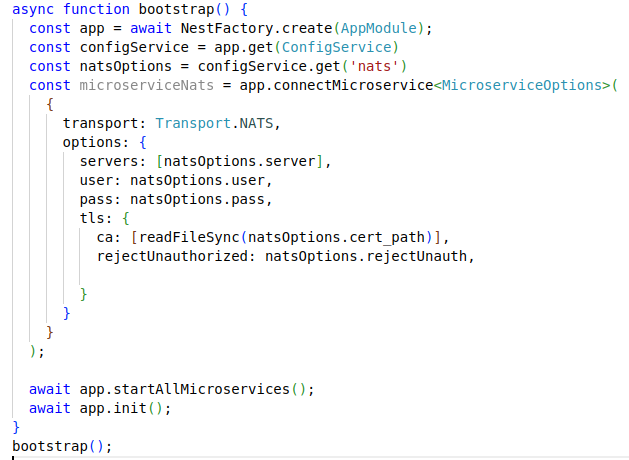 async function bootstrap() {
  const app = await NestFactory.create(AppModule);
  const configService = app.get(ConfigService)
  const natsOptions = configService.get('nats')
  const microserviceNats = app.connectMicroservice<MicroserviceOptions>(
    {
      transport: Transport.NATS,
      options: {
        servers: [natsOptions.server],
        user: natsOptions.user,
        pass: natsOptions.pass,
        tls: {
          ca: [readFileSync(natsOptions.cert_path)],
          rejectUnauthorized: natsOptions.rejectUnauth,

        }
      }
    }
  );

  await app.startAllMicroservices();
  await app.init();
}
bootstrap();